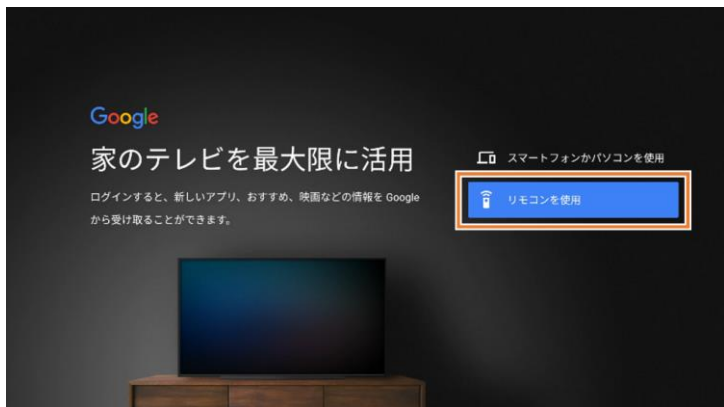 Google
家のテレビを最大限に活用
ログインすると、新しいアプリ、おすすめ、映画などの情報を Google
から受け取ることができます。
スマートフォンかパソコンを使用
リモコンを使用